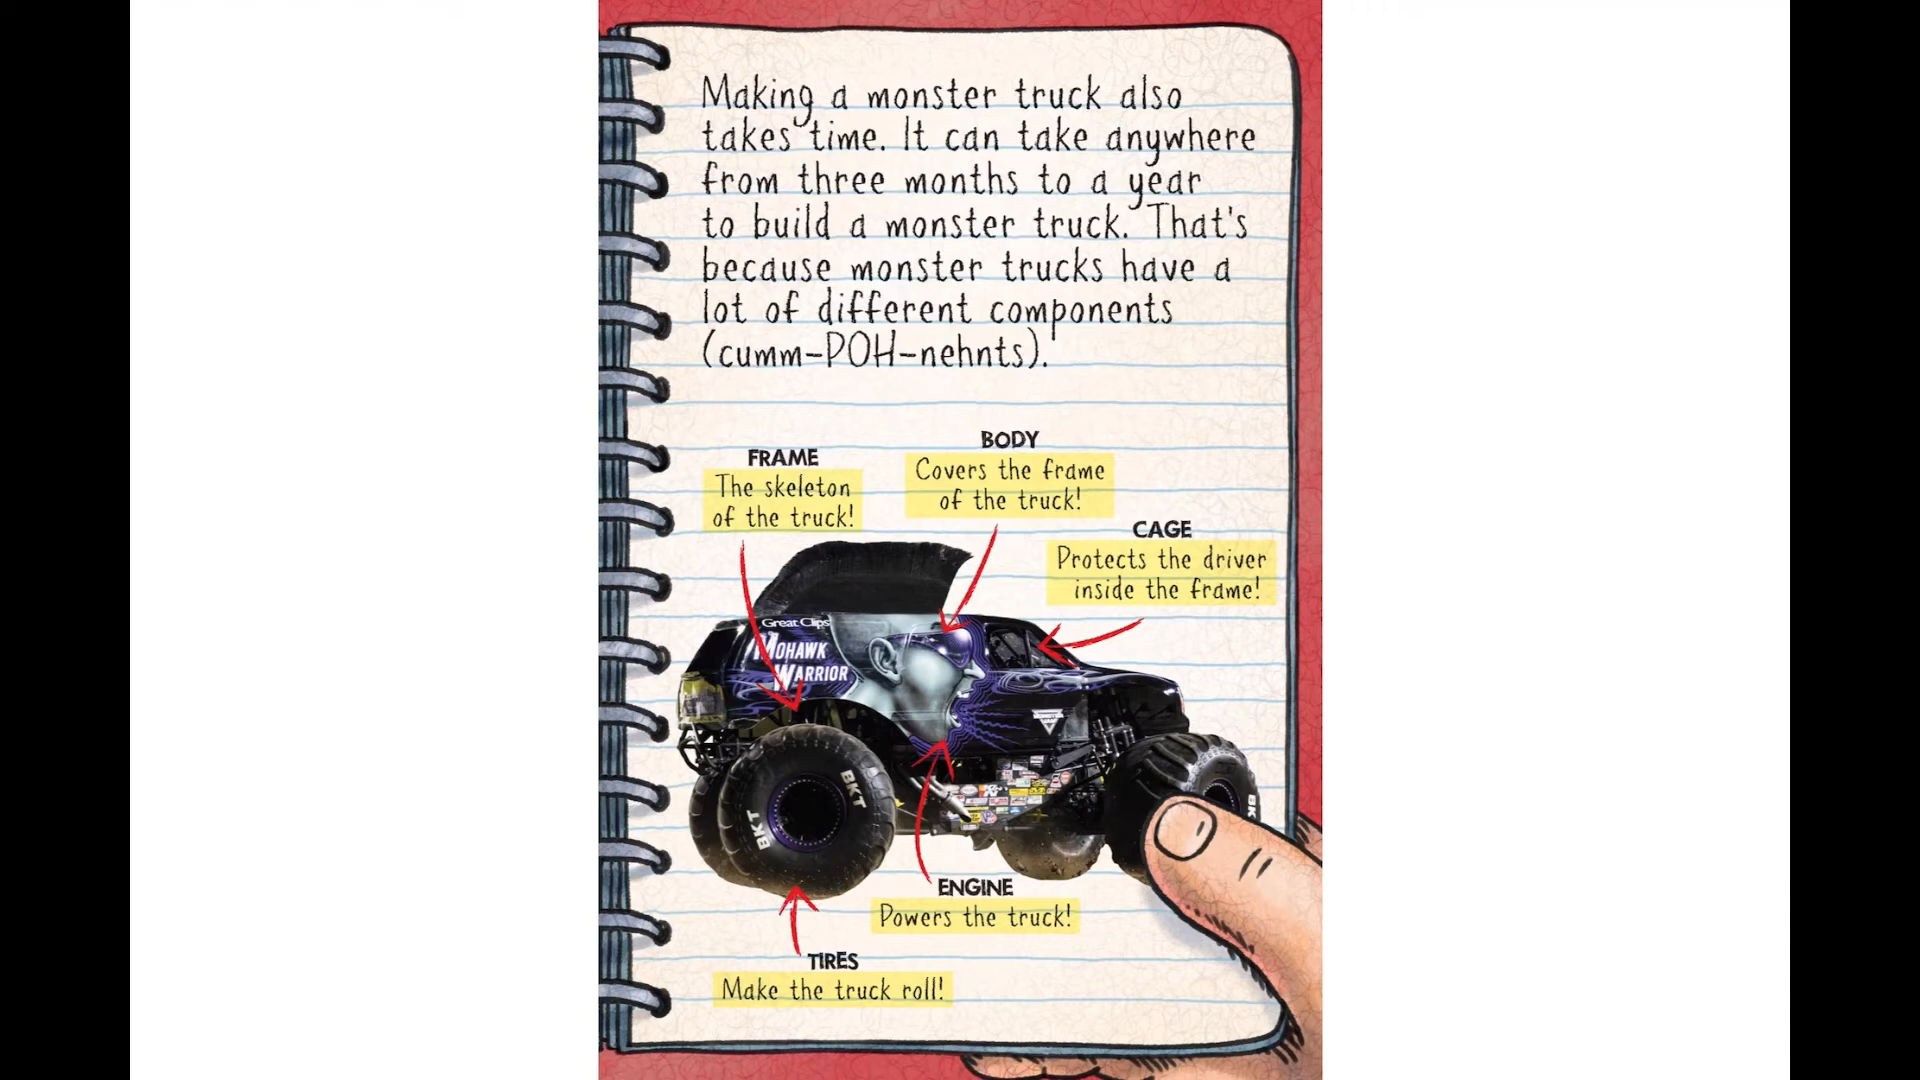 Making a monster truck also
takes time. It can take anywhere
from three months to a year
to build a monster truck. That's
because monster trucks have a
lot of different components
(cumm-POH-nehnts).
BODY
Covers the frame
of the truck!
FRAME
The skeleton
of the truck!
CAGE
Protects the driver
inside the frame!
Great Clips
MOHAWK
WARRIOR
BKT
BKT
ENGINE
Powers the truck!
TIRES
Make the truck roll!